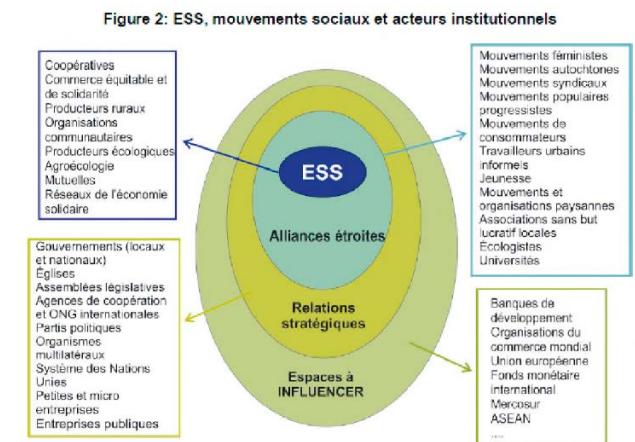 Figure 2: ESS, mouvements sociaux et acteurs institutionnels
Coopératives
Commerce équitable et
de solidarité
Producteurs ruraux
Organisations
communautaires
Producteurs écologiques
Agroécologie
Mutuelles
Réseaux de l'économie
solidaire
Mouvements féministes
Mouvements autochtones
Mouvements syndicaux
Mouvements populaires
progressistes
Mouvements de
consommateurs
Travailleurs urbains
informels
Jeunesse
Mouvements et
organisations paysannes
Associations sans but
lucratif locales
Écologistes
Universités
ESS
Alliances étroites
Relations
stratégiques
Espaces à
INFLUENCER
Gouvernements (locaux
et nationaux)
Églises
Assemblées législatives
Agences de coopération
et ONG internationales
Partis politiques
Organismes
multilatéraux
Système des Nations
Unies
Petites et micro
entreprises
Entreprises publiques
Banques de
développement
Organisations du
commerce mondial
Union européenne
Fonds monétaire
international
Mercosur
ASEAN
....